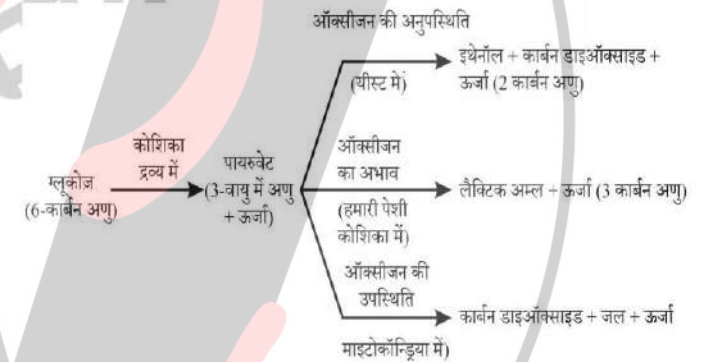 ऑक्सीजन की अनुपस्थिति
इथेनॉल + कार्बन डाइऑक्साइड +
ऊर्जा (2 कार्बन अणु)
(यीस्ट में)
कोशिका
द्रव्य में
ग्लूकोज़
(6-कार्बन अणु)
पायरुवेट
(3-वायु में अणु
+ ऊर्जा)
ऑक्सीजन
का अभाव
लैक्टिक अम्ल + ऊर्जा (3 कार्बन अणु)
(हमारी पेशी
कोशिका में)
ऑक्सीजन की
उपस्थिति
कार्बन डाइऑक्साइड + जल + ऊर्जा
माइटोकॉन्ड्रिया में)